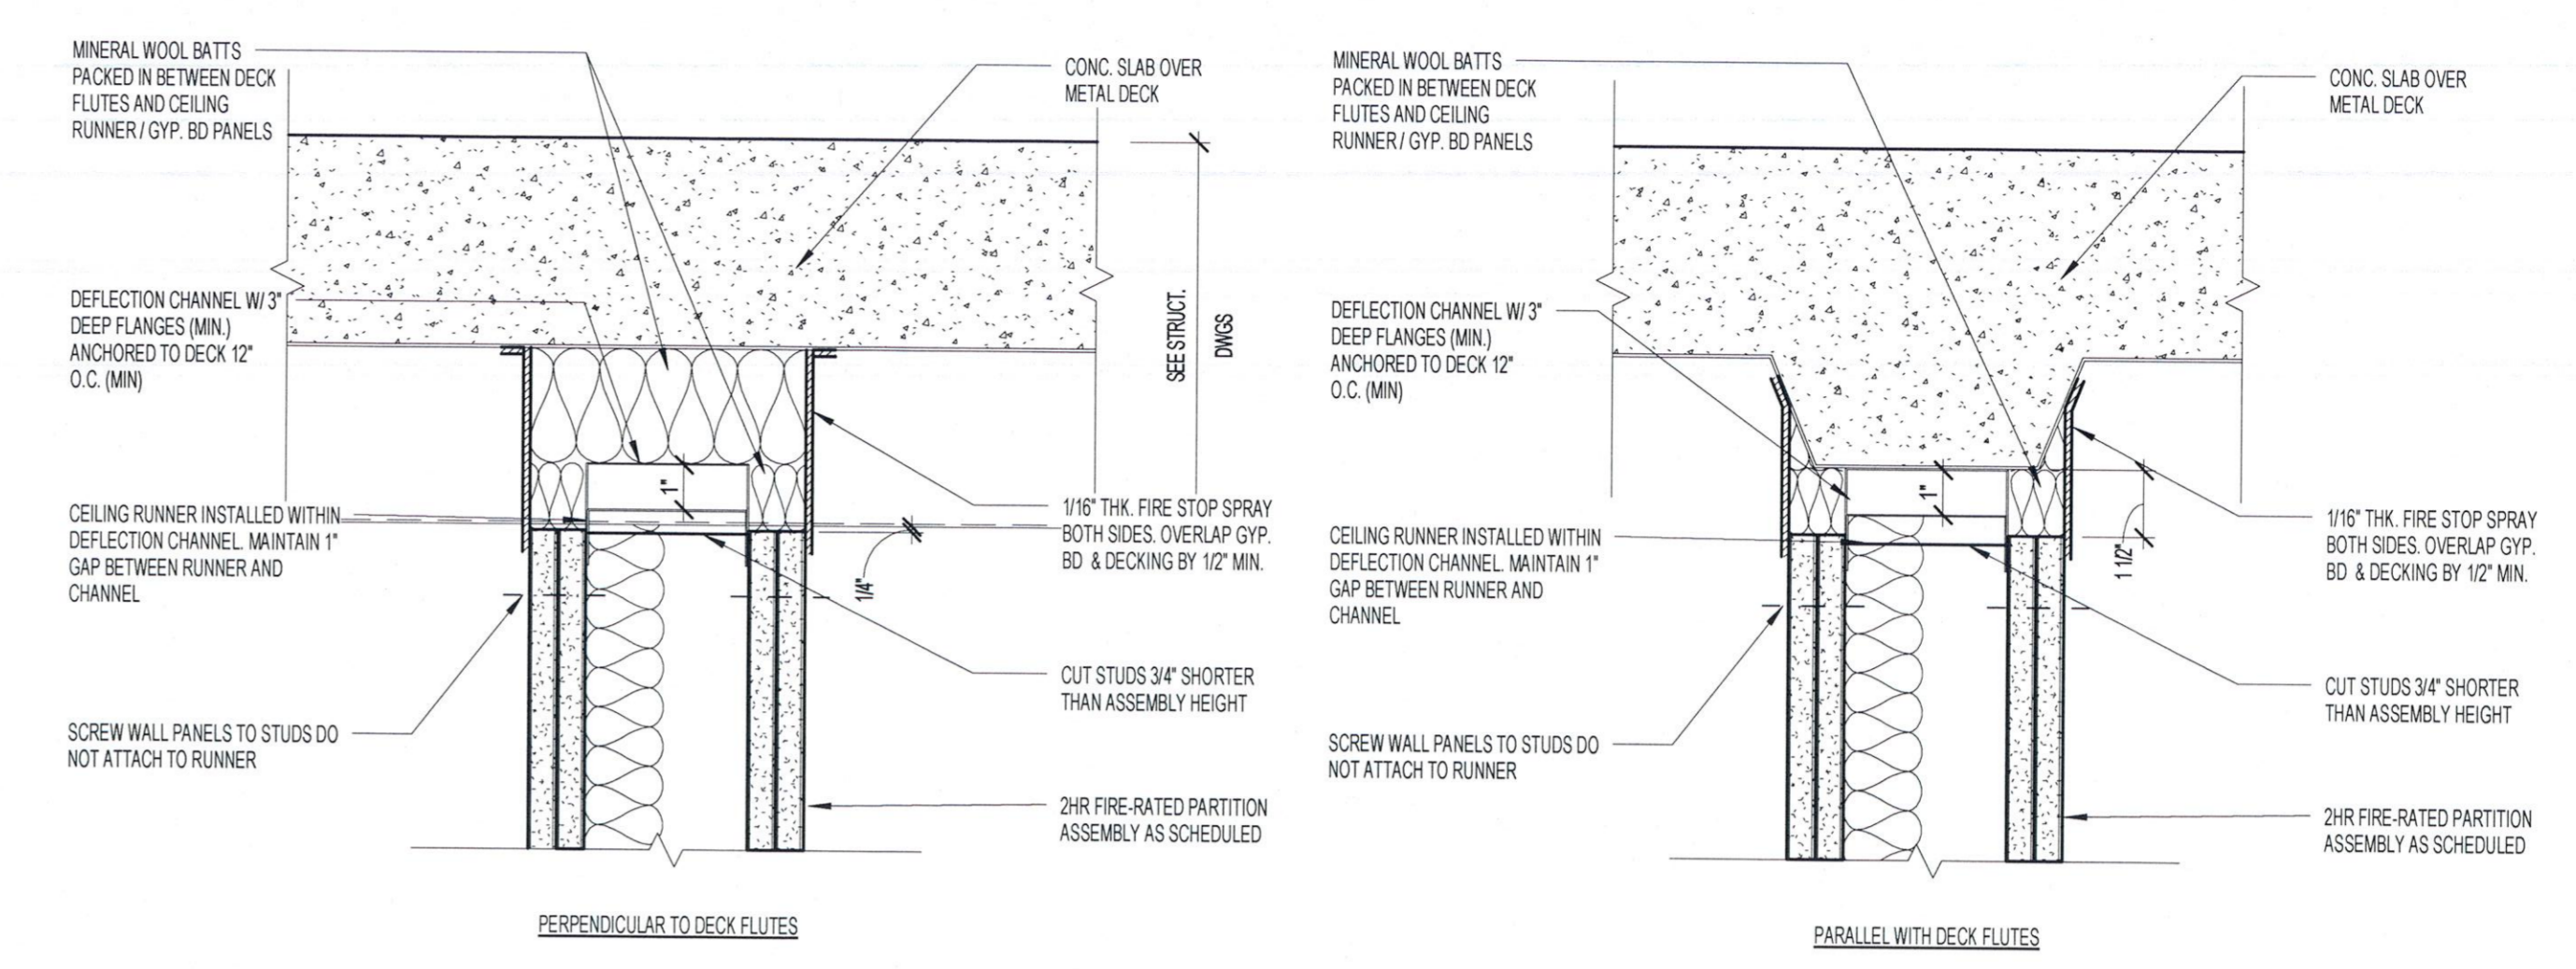 MINERAL WOOL BATTS
PACKED IN BETWEEN DECK
FLUTES AND CEILING
RUNNER / GYP. BD PANELS
CONC. SLAB OVER
METAL DECK
DEFLECTION CHANNEL W/ 3"
DEEP FLANGES (MIN.)
ANCHORED TO DECK 12"
O.C. (MIN)
SEE STRUCT.
DWGS
1"
CEILING RUNNER INSTALLED WITHIN
DEFLECTION CHANNEL. MAINTAIN 1"
GAP BETWEEN RUNNER AND
CHANNEL
1/16" THK. FIRE STOP SPRAY
BOTH SIDES. OVERLAP GYP.
BD & DECKING BY 1/2" MIN.
1/4"
CUT STUDS 3/4" SHORTER
THAN ASSEMBLY HEIGHT
SCREW WALL PANELS TO STUDS DO
NOT ATTACH TO RUNNER
2HR FIRE-RATED PARTITION
ASSEMBLY AS SCHEDULED
PERPENDICULAR TO DECK FLUTES
MINERAL WOOL BATTS
PACKED IN BETWEEN DECK
FLUTES AND CEILING
RUNNER / GYP. BD PANELS
CONC. SLAB OVER
METAL DECK
DEFLECTION CHANNEL W/ 3"
DEEP FLANGES (MIN.)
ANCHORED TO DECK 12"
O.C. (MIN)
1"
CEILING RUNNER INSTALLED WITHIN
DEFLECTION CHANNEL. MAINTAIN 1"
GAP BETWEEN RUNNER AND
CHANNEL
1/16" THK. FIRE STOP SPRAY
BOTH SIDES. OVERLAP GYP.
BD & DECKING BY 1/2" MIN.
1 1/2"
CUT STUDS 3/4" SHORTER
THAN ASSEMBLY HEIGHT
SCREW WALL PANELS TO STUDS DO
NOT ATTACH TO RUNNER
2HR FIRE-RATED PARTITION
ASSEMBLY AS SCHEDULED
PARALLEL WITH DECK FLUTES